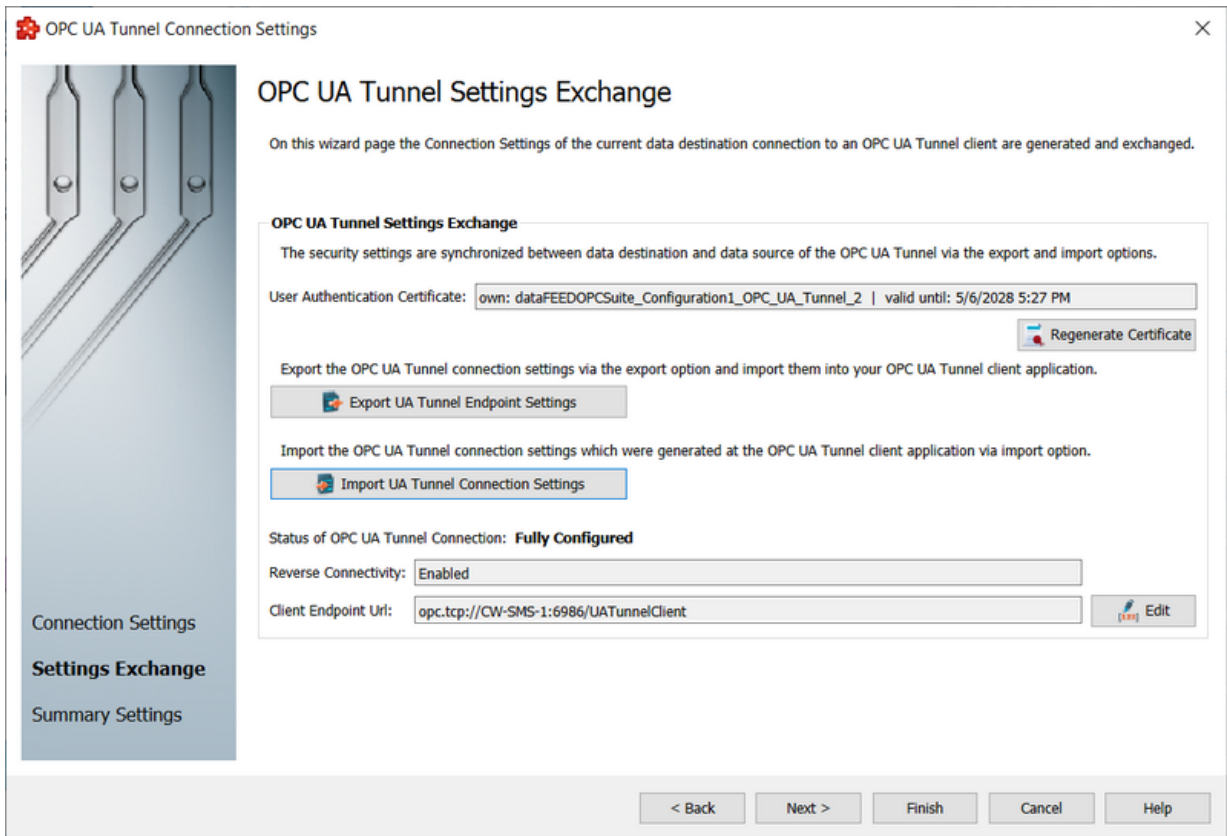 OPC UA Tunnel Connection Settings
OPC UA Tunnel Settings Exchange
On this wizard page the Connection Settings of the current data destination connection to an OPC UA Tunnel client are generated and exchanged.
OPC UA Tunnel Settings Exchange
The security settings are synchronized between data destination and data source of the OPC UA Tunnel via the export and import options.
User Authentication Certificate: own: dataFEEDOPCSuite_Configuration1_OPC_UA_Tunnel_2 | valid until: 5/6/2028 5:27 PM
Regenerate Certificate
Export the OPC UA Tunnel connection settings via the export option and import them into your OPC UA Tunnel client application.
Export UA Tunnel Endpoint Settings
Import the OPC UA Tunnel connection settings which were generated at the OPC UA Tunnel client application via import option.
Import UA Tunnel Connection Settings
Status of OPC UA Tunnel Connection: Fully Configured
Reverse Connectivity: Enabled
Client Endpoint Url: opc.tcp://CW-SMS-1:6986/UATunnelClient Edit
Connection Settings
Settings Exchange
Summary Settings
< Back Next > Finish Cancel Help